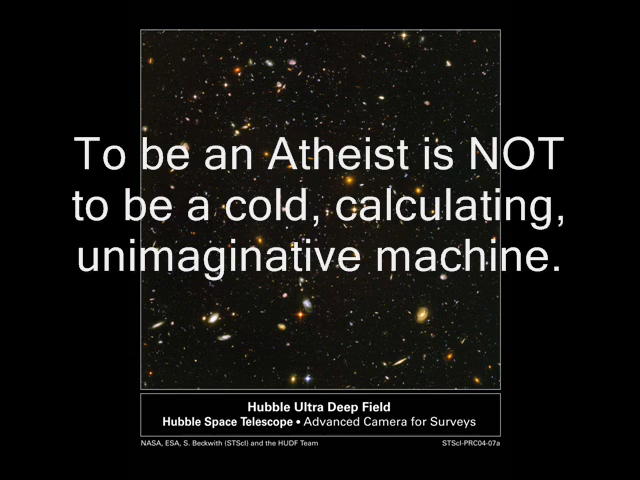 To be an Atheist is NOT
to be a cold, calculating,
unimaginative machine.
Hubble Ultra Deep Field
Hubble Space Telescope • Advanced Camera for Surveys
NASA, ESA, S. Beckwith (STScI) and the HUDF Team STScI-PRC04-07a